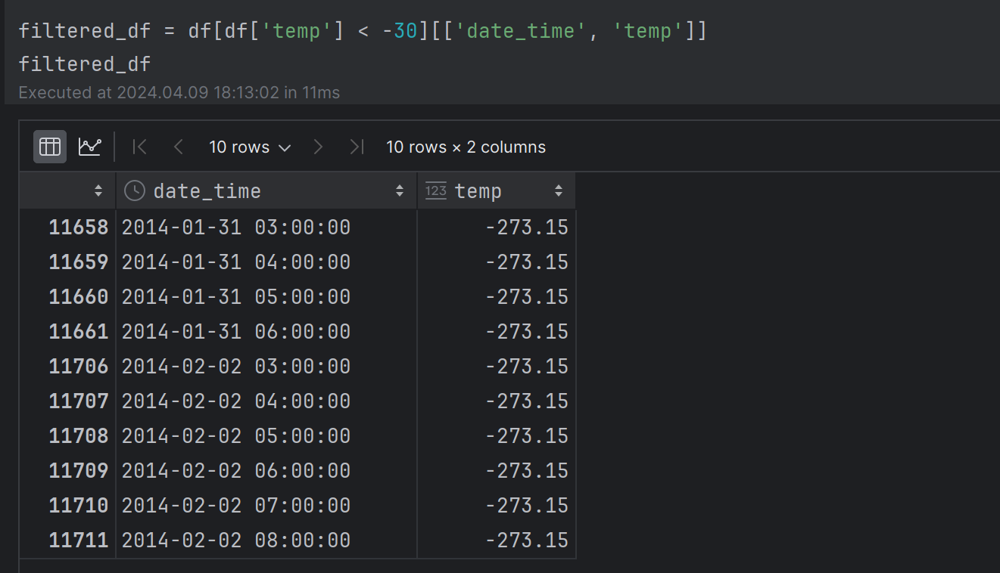 filtered_df = df[df['temp'] < -30][['date_time', 'temp']]
filtered_df
Executed at 2024.04.09 18:13:02 in 11ms
10 rows 10 rows × 2 columns
date_time 123 temp
11658 2014-01-31 03:00:00 -273.15
11659 2014-01-31 04:00:00 -273.15
11660 2014-01-31 05:00:00 -273.15
11661 2014-01-31 06:00:00 -273.15
11706 2014-02-02 03:00:00 -273.15
11707 2014-02-02 04:00:00 -273.15
11708 2014-02-02 05:00:00 -273.15
11709 2014-02-02 06:00:00 -273.15
11710 2014-02-02 07:00:00 -273.15
11711 2014-02-02 08:00:00 -273.15